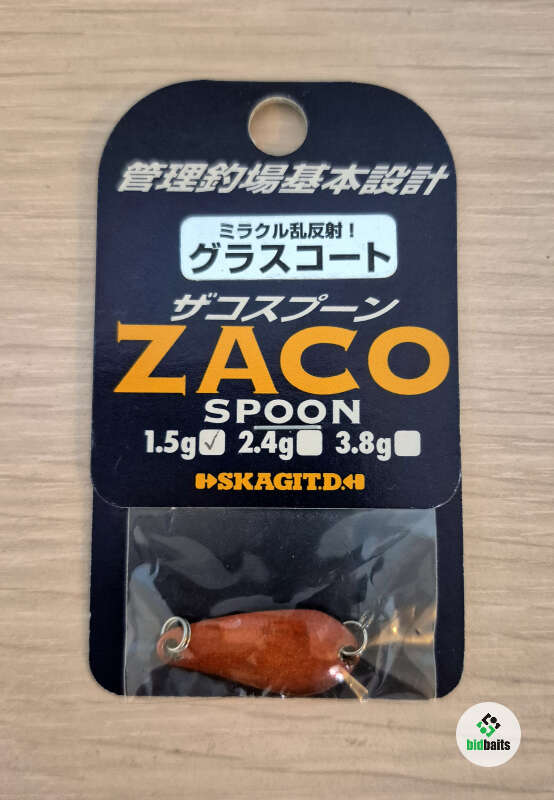 管理釣場基本設計
ミラクル乱反射！
グラスコート
ザコスプーン
ZACO
SPOON
1.5g 2.4g 3.8g
SKAGIT.D.
bidbaits